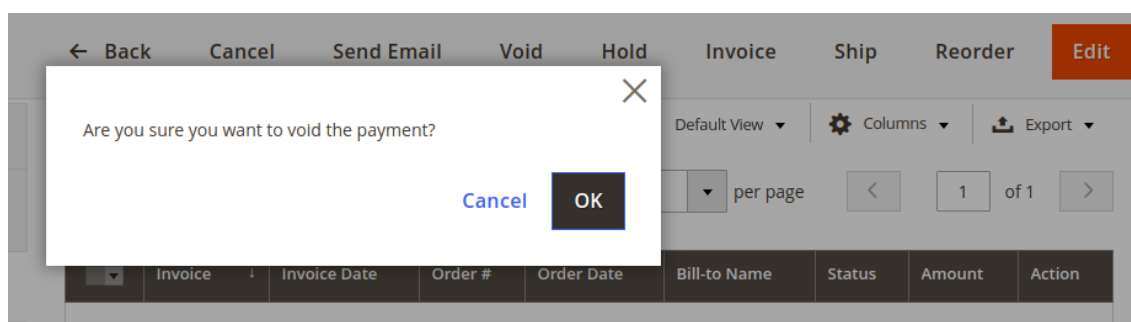 ← Back Cancel Send Email Void Hold Invoice Ship Reorder Edit
Are you sure you want to void the payment?
Default View Columns Export
Cancel OK
per page 1 of 1
Invoice ↓ Invoice Date Order # Order Date Bill-to Name Status Amount Action